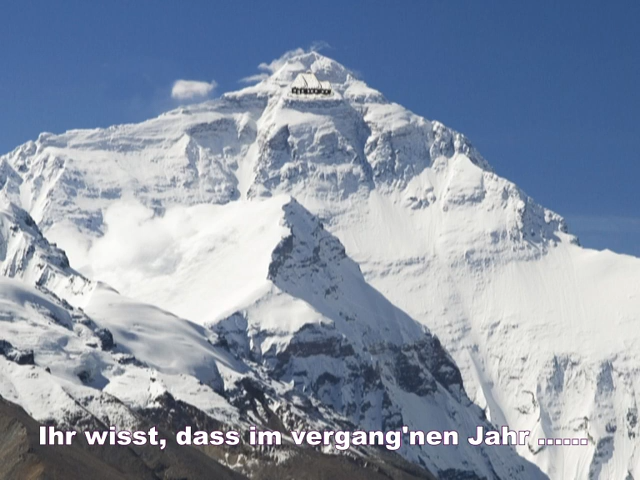 Ihr wisst, dass im vergang'nen Jahr ......